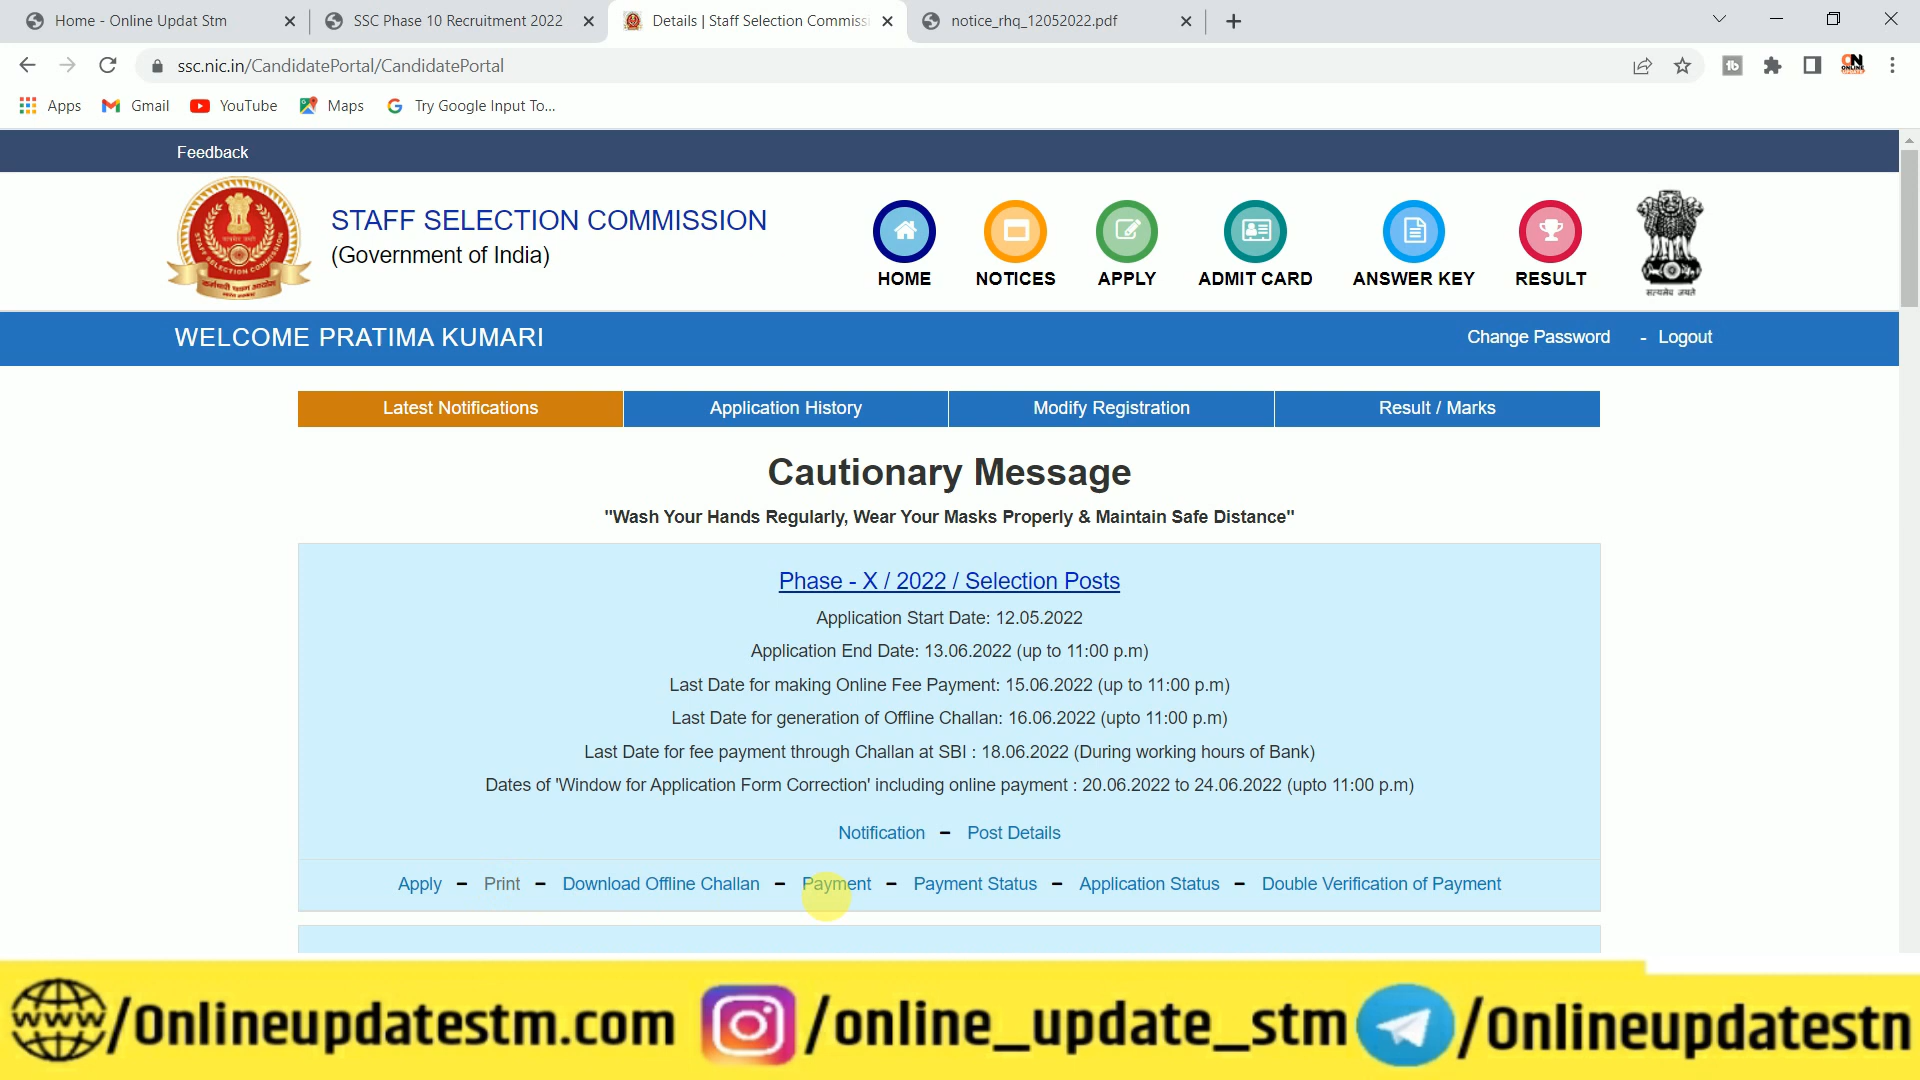 Home - Online Updat Stm
SSC Phase 10 Recruitment 2022
Details | Staff Selection Commissi
notice_rhq_12052022.pdf
ssc.nic.in/CandidatePortal/CandidatePortal
Apps
Gmail
YouTube
Maps
Try Google Input To...
Feedback
STAFF SELECTION COMMISSION
(Government of India)
HOME
NOTICES
APPLY
ADMIT CARD
ANSWER KEY
RESULT
सत्यमेव जयते
WELCOME PRATIMA KUMARI
Change Password - Logout
Latest Notifications
Application History
Modify Registration
Result / Marks
Cautionary Message
"Wash Your Hands Regularly, Wear Your Masks Properly & Maintain Safe Distance"
Phase - X / 2022 / Selection Posts
Application Start Date: 12.05.2022
Application End Date: 13.06.2022 (up to 11:00 p.m)
Last Date for making Online Fee Payment: 15.06.2022 (up to 11:00 p.m)
Last Date for generation of Offline Challan: 16.06.2022 (upto 11:00 p.m)
Last Date for fee payment through Challan at SBI : 18.06.2022 (During working hours of Bank)
Dates of 'Window for Application Form Correction' including online payment : 20.06.2022 to 24.06.2022 (upto 11:00 p.m)
Notification - Post Details
Apply - Print - Download Offline Challan - Payment - Payment Status - Application Status - Double Verification of Payment
www /Onlineupdatestm.com /online_update_stm /Onlineupdatestn